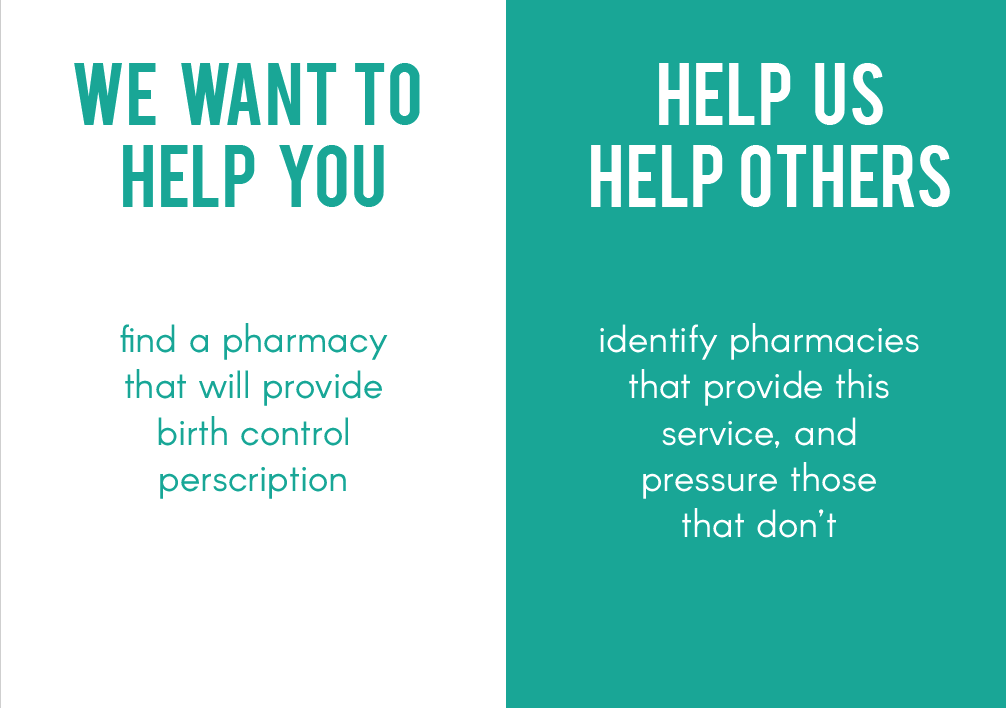 WE WANT TO
HELP YOU
find a pharmacy
that will provide
birth control
perscription
HELP US
HELP OTHERS
identify pharmacies
that provide this
service, and
pressure those
that don't